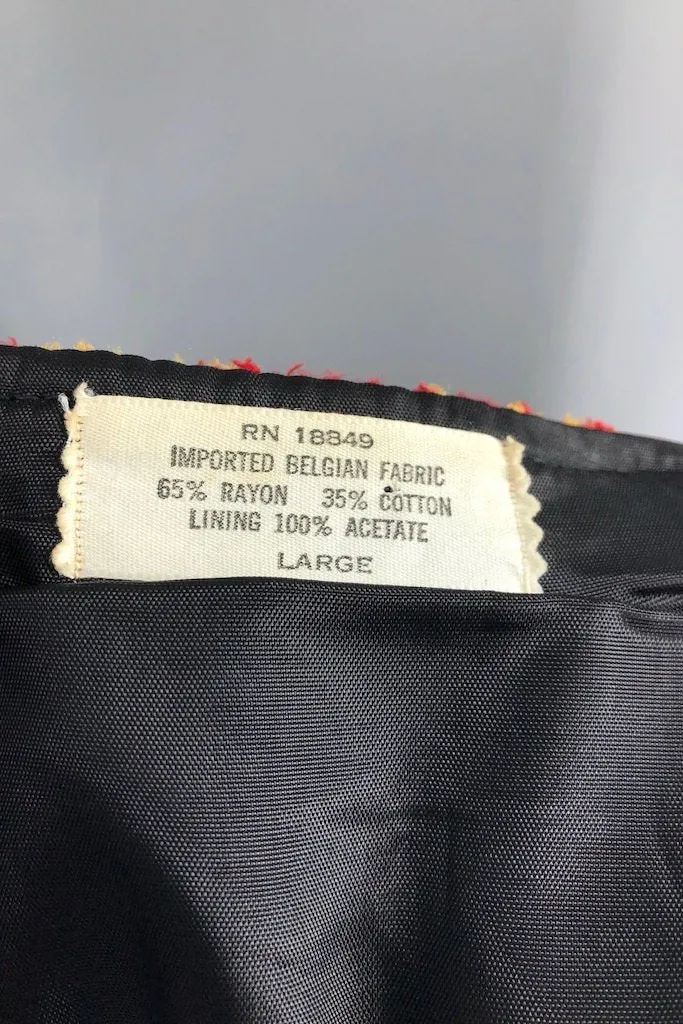 RN 18849
IMPORTED BELGIAN FABRIC
65% RAYON 35% COTTON
LINING 100% ACETATE
LARGE